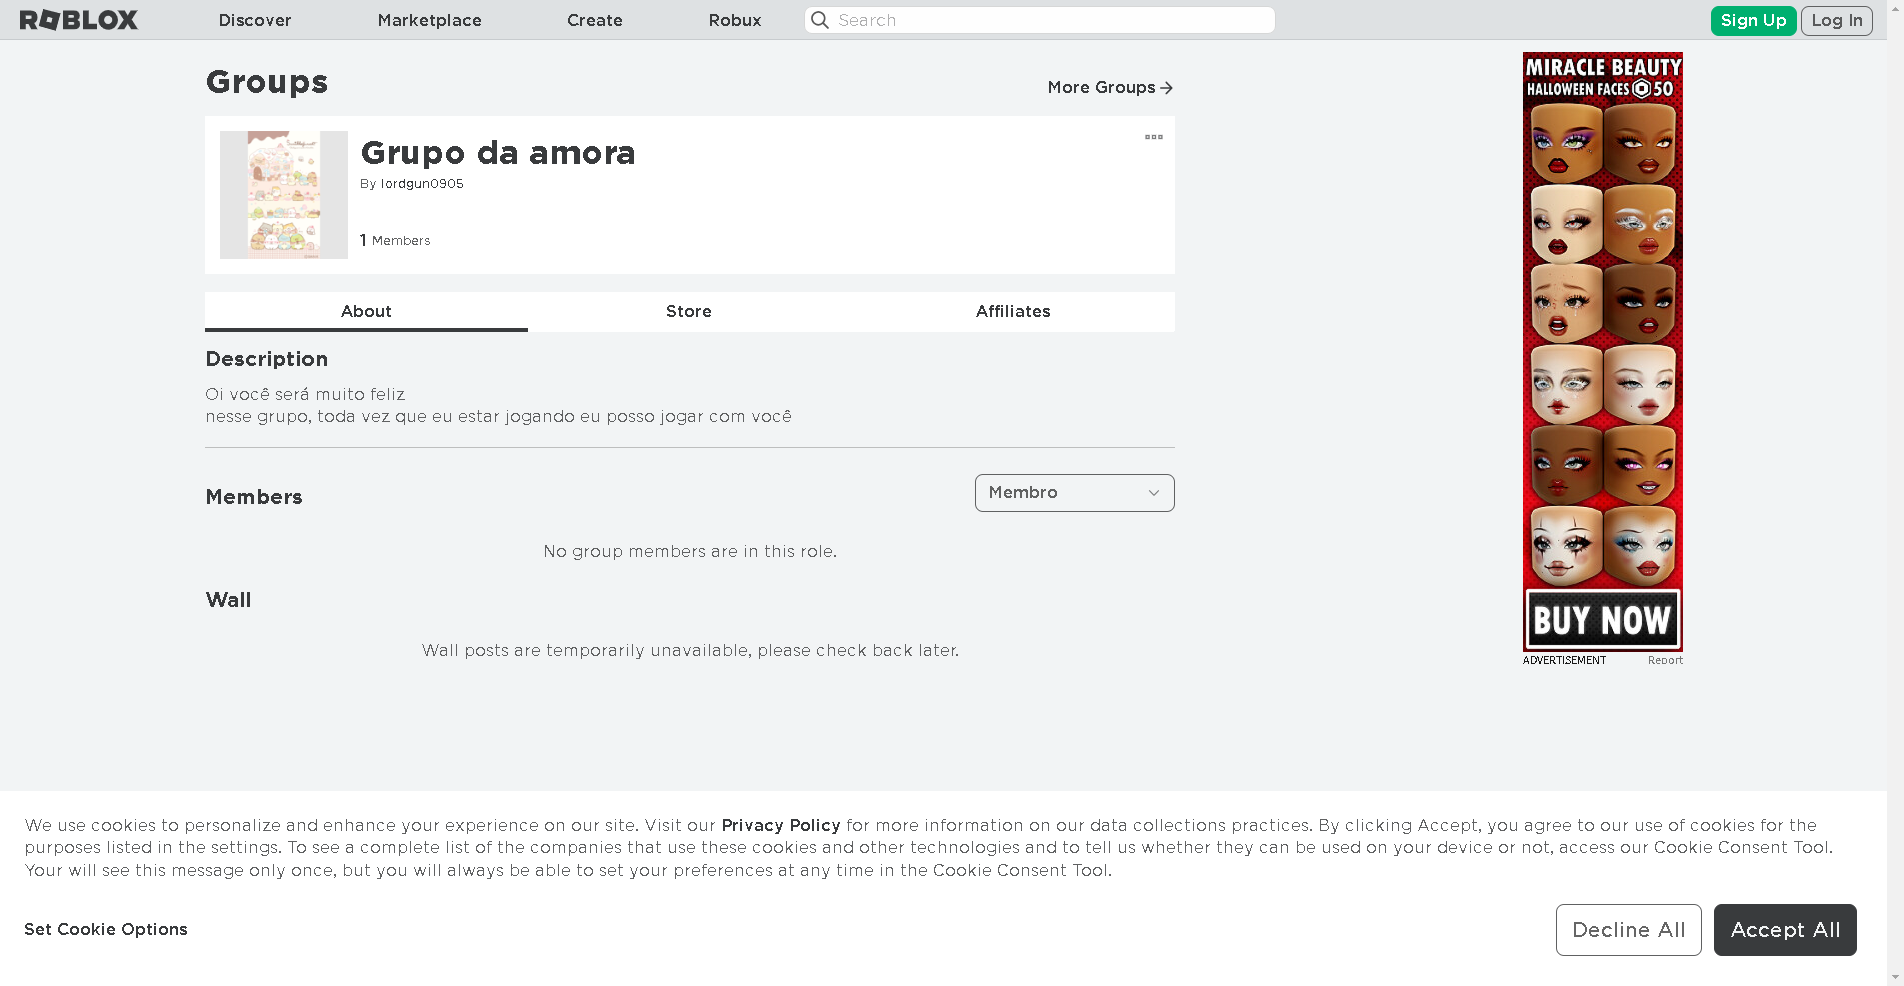 ROBLOX
Discover
Marketplace
Create
Robux
Search
Sign Up
Log In
Groups
More Groups
Grupo da amora
By lordgun0905
1 Members
About
Store
Affiliates
Description
Oi você será muito feliz
nesse grupo, toda vez que eu estar jogando eu posso jogar com você
Members
Membro
No group members are in this role.
Wall
Wall posts are temporarily unavailable, please check back later.
MIRACLE BEAUTY
HALLOWEEN FACES 50
BUY NOW
ADVERTISEMENT
Report
We use cookies to personalize and enhance your experience on our site. Visit our Privacy Policy for more information on our data collections practices. By clicking Accept, you agree to our use of cookies for the
purposes listed in the settings. To see a complete list of the companies that use these cookies and other technologies and to tell us whether they can be used on your device or not, access our Cookie Consent Tool.
Your will see this message only once, but you will always be able to set your preferences at any time in the Cookie Consent Tool.
Set Cookie Options
Decline All
Accept All